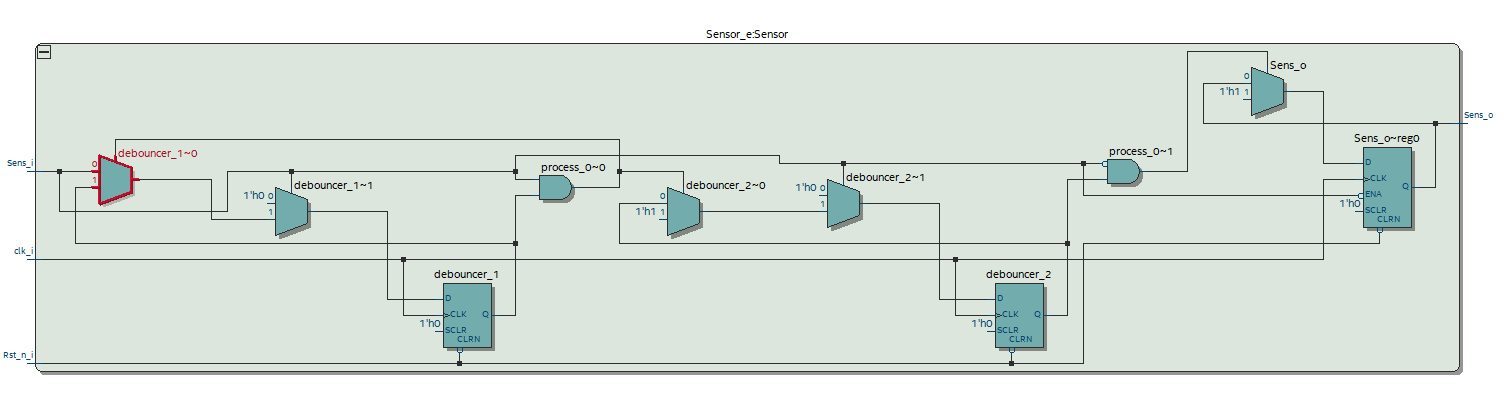 Sensor_e:Sensor
Sens_o
0
1'h1 1
Sens_o
Sens_o~reg0
D
CLK
ENA
1'h0
SCLR
CLRN
Q
process_0~1
debouncer_1~0
Sens_i
0
1
debouncer_1~1
1'h0 0
1
process_0~0
debouncer_2~0
0
1'h1 1
debouncer_2~1
1'h0 0
1
clk_i
debouncer_1
D
CLK
Q
1'h0
SCLR
CLRN
debouncer_2
D
CLK
Q
1'h0
SCLR
CLRN
Rst_n_i